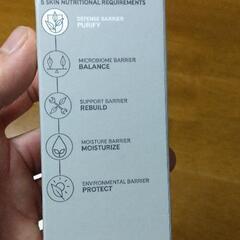 5 SKIN NUTRITIONAL REQUIREMENTS
DEFENSE BARRIER
PURIFY
MICROBIOME BARRIER
BALANCE
SUPPORT BARRIER
REBUILD
MOISTURE BARRIER
MOISTURIZE
ENVIRONMENTAL BARRIER
PROTECT